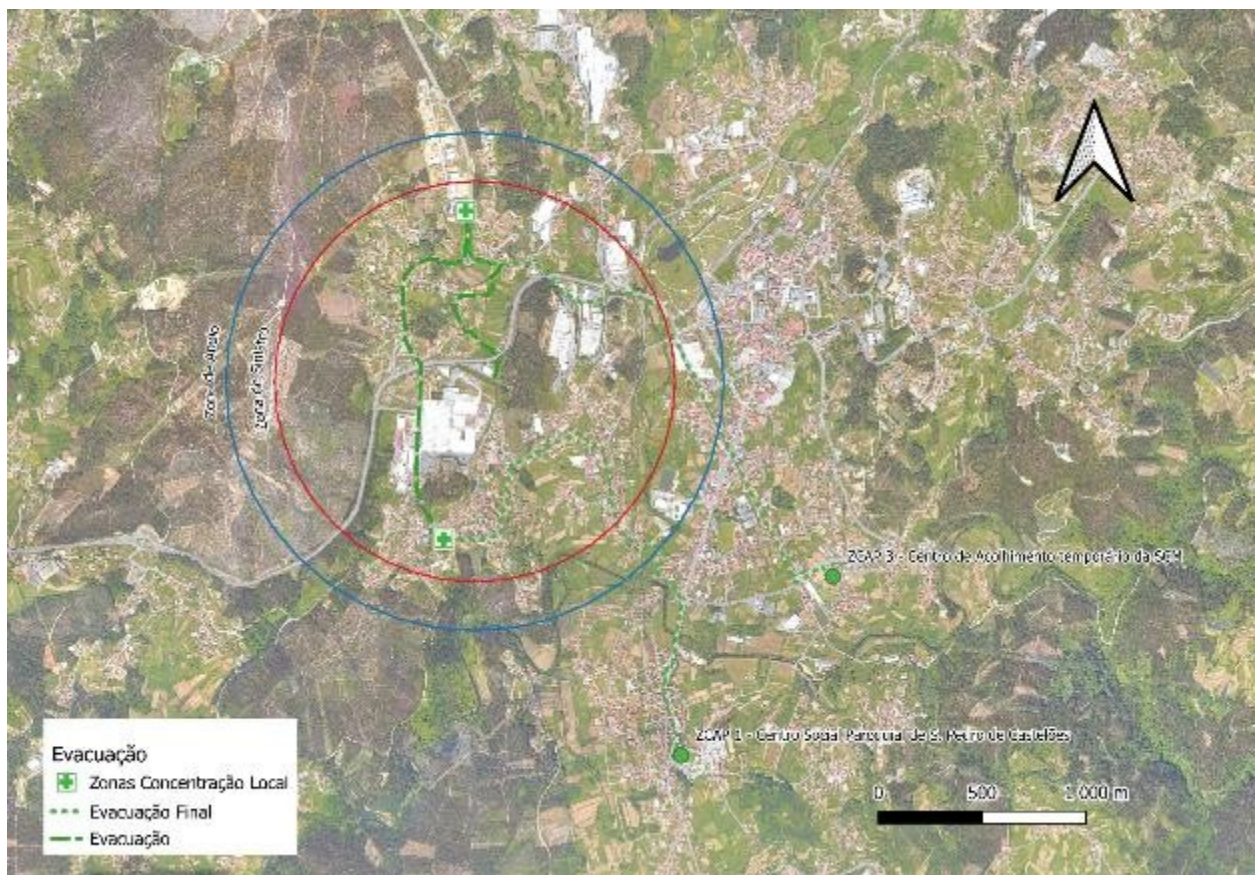 Zona de Apoio
Zona de Sinistro
ZCAP 3 - Centro de Acolhimento temporário da SCM
ZCAP 1 - Centro Social Paroquial de S. Pedro de Castelões
Evacuação
Zonas Concentração Local
Evacuação Final
Evacuação
0 500 1 000 m